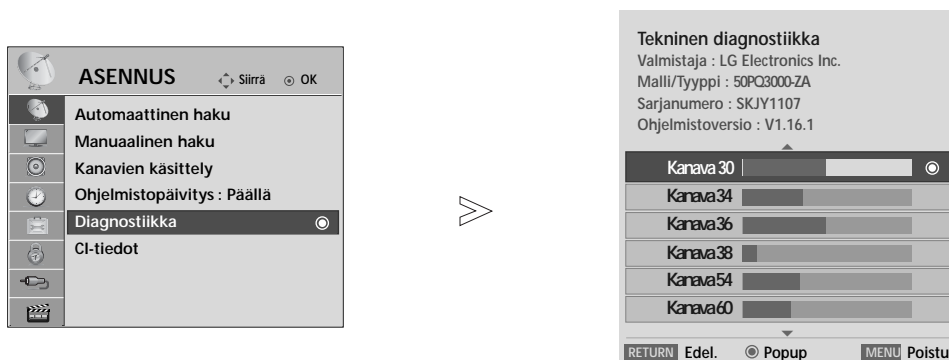 ASENNUS Siirrä OK
Automaattinen haku
Manuaalinen haku
Kanavien käsittely
Ohjelmistopäivitys : Päällä
Diagnostiikka
CI-tiedot
Tekninen diagnostiikka
Valmistaja : LG Electronics Inc.
Malli/Tyyppi : 50PQ3000-ZA
Sarjanumero : SKJY1107
Ohjelmistoversio : V1.16.1
Kanava 30
Kanava 34
Kanava 36
Kanava 38
Kanava 54
Kanava 60
RETURN Edel. Popup MENU Poistu